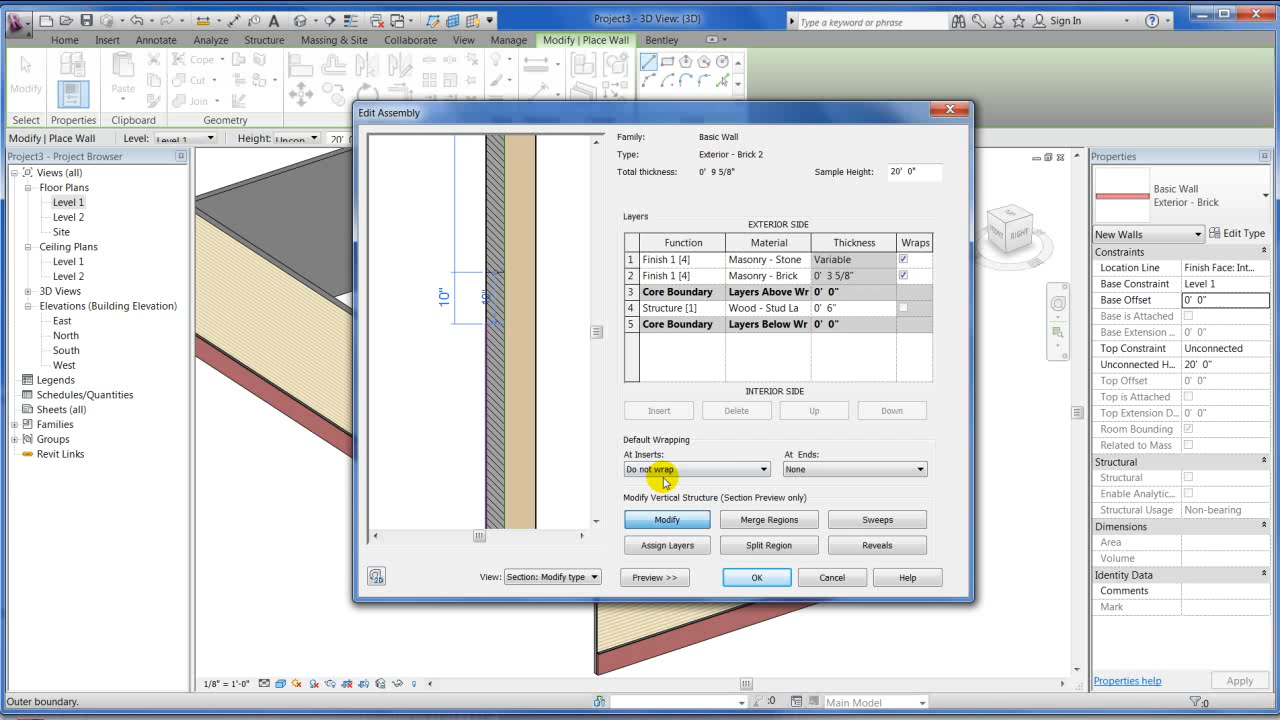 Project3 - 3D View: {3D}
Type a keyword or phrase
Sign In
Home Insert Annotate Analyze Structure Massing & Site Collaborate View Manage Modify | Place Wall Bentley
Modify
Paste
Cope
Cut
Join
Select Properties Clipboard Geometry
Modify | Place Wall Level: Level 1 Height: Uncon 20' 0"
Project3 - Project Browser
Views (all)
Floor Plans
Level 1
Level 2
Site
Ceiling Plans
Level 1
Level 2
3D Views
Elevations (Building Elevation)
East
North
South
West
Legends
Schedules/Quantities
Sheets (all)
Families
Groups
Revit Links
Edit Assembly
10"
Family: Basic Wall
Type: Exterior - Brick 2
Total thickness: 0' 9 5/8" Sample Height: 20' 0"
Layers
EXTERIOR SIDE
Function Material Thickness Wraps
1 Finish 1 [4] Masonry - Stone Variable
2 Finish 1 [4] Masonry - Brick 0' 3 5/8"
3 Core Boundary Layers Above Wr 0' 0"
4 Structure [1] Wood - Stud La 0' 6"
5 Core Boundary Layers Below Wr 0' 0"
INTERIOR SIDE
Insert Delete Up Down
Default Wrapping
At Inserts: At Ends:
Do not wrap None
Modify Vertical Structure (Section Preview only)
Modify Merge Regions Sweeps
Assign Layers Split Region Reveals
View: Section: Modify type Preview >> OK Cancel Help
RIGHT
Properties
Basic Wall
Exterior - Brick
New Walls Edit Type
Constraints
Location Line Finish Face: Int...
Base Constraint Level 1
Base Offset 0' 0"
Base is Attached
Base Extension ... 0' 0"
Top Constraint Unconnected
Unconnected H... 20' 0"
Top Offset 0' 0"
Top is Attached
Top Extension D... 0' 0"
Room Bounding
Related to Mass
Structural
Structural
Enable Analytic...
Structural Usage Non-bearing
Dimensions
Area
Volume
Identity Data
Comments
Mark
Properties help Apply
1/8" = 1'-0"
Outer boundary.
:0
Main Model
:0